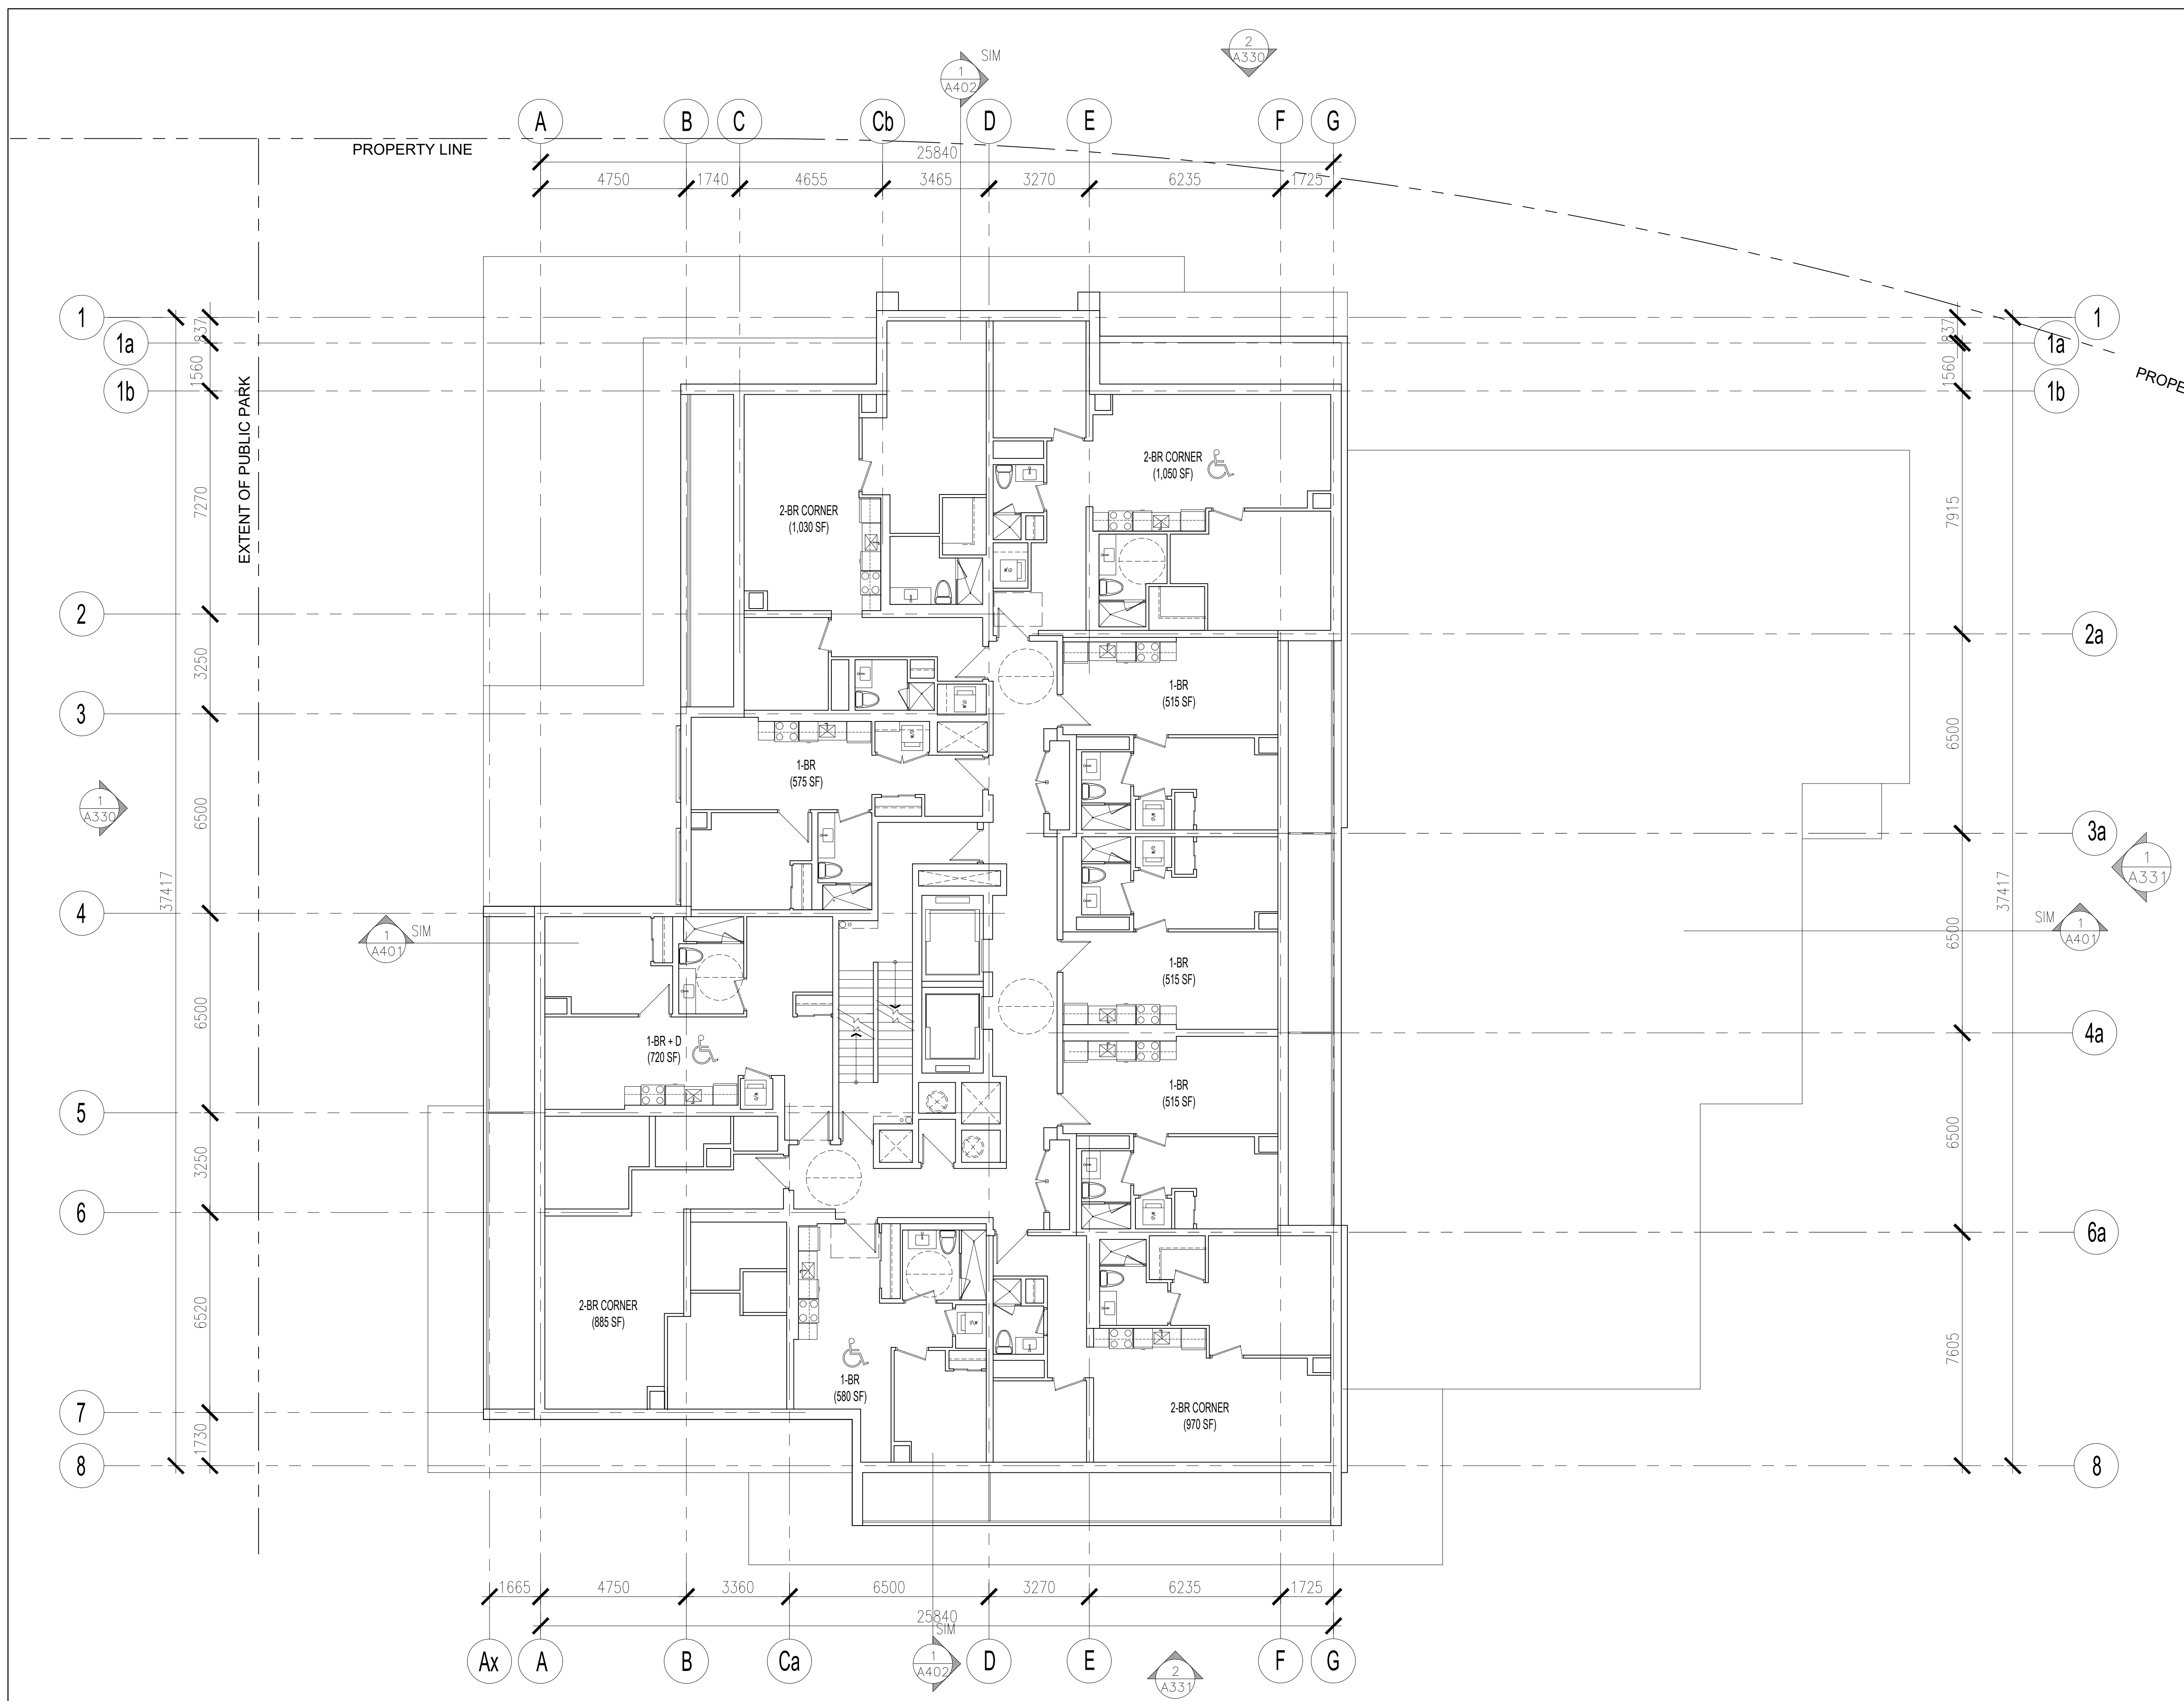 2
A330
SIM
1
A402
A
B
C
Cb
D
E
F
G
PROPERTY LINE
25840
4750
1740
4655
3465
3270
6235
1725
1
837
837
1
1a
1a
1560
1560
1b
1b
EXTENT OF PUBLIC PARK
2-BR CORNER
(1,050 SF)
7270
2-BR CORNER
(1,030 SF)
7915
W/D
2
2a
3250
W/D
1-BR
(515 SF)
3
W/D
6500
1-BR
(575 SF)
1
A330
6500
W/D
3a
W/D
1
A331
37417
37417
4
SIM
1
A401
6500
SIM
1
A401
1-BR
(515 SF)
6500
4a
1-BR + D
(720 SF)
W/D
1-BR
(515 SF)
5
6500
3250
6
W/D
6a
2-BR CORNER
(885 SF)
6520
W/D
7605
1-BR
(580 SF)
2-BR CORNER
(970 SF)
7
1730
8
8
1665
4750
3360
6500
3270
6235
1725
25840
SIM
Ax
A
B
Ca
1
A402
D
E
F
G
2
A331